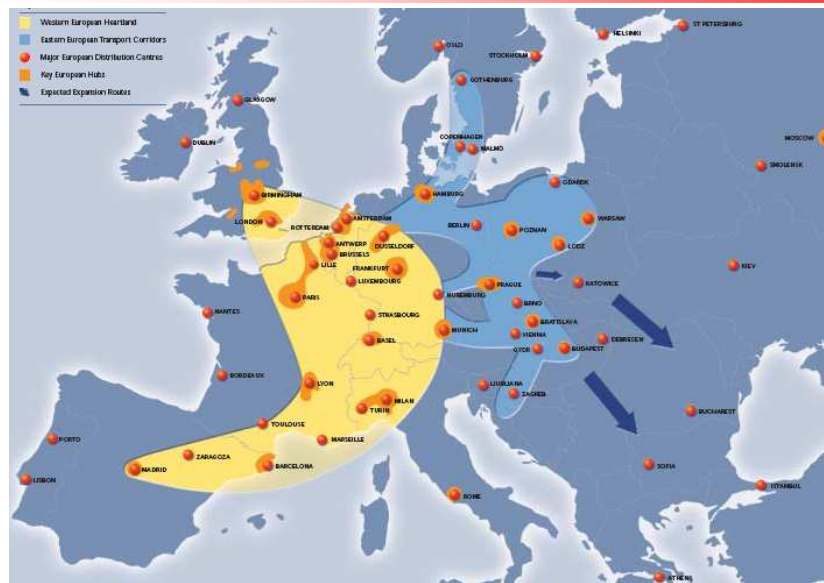 Western European Heartland
Eastern European Transport Corridors
Major European Distribution Centres
Key European Hubs
Expected Expansion Routes
ST PETERSBURG
HELSINKI
OSLO
STOCKHOLM
GOTHENBURG
GLASGOW
MOSCOW
COPENHAGEN
DUBLIN
MALMÖ
SMOLENSK
GDANSK
BIRMINGHAM
HAMBURG
LONDON
AMSTERDAM
WARSAW
ROTTERDAM
BERLIN
POZNAN
ANTWERP
DUSSELDORF
LODZ
BRUSSELS
LILLE
FRANKFURT
KIEV
LUXEMBOURG
PRAGUE
KATOWICE
PARIS
NUREMBURG
BRNO
NANTES
STRASBOURG
BRATISLAVA
MUNICH
VIENNA
BASEL
DEBRECEN
GYOR
BUDAPEST
BORDEAUX
LYON
LJUBLJANA
MILAN
ZAGREB
TURIN
BUCHAREST
TOULOUSE
PORTO
MARSEILLE
ZARAGOZA
MADRID
BARCELONA
SOFIA
LISBON
ISTANBUL
ROME
ATHENS